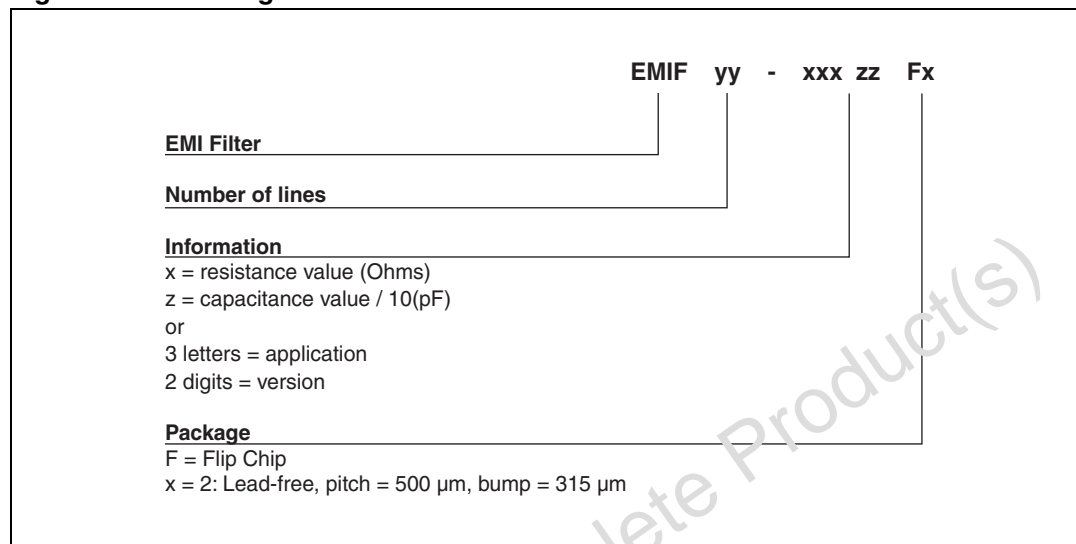 EMIF yy - xxx zz Fx
EMI Filter
Number of lines
Information
x = resistance value (Ohms)
z = capacitance value / 10(pF)
or
3 letters = application
2 digits = version
Package
F = Flip Chip
x = 2: Lead-free, pitch = 500 µm, bump = 315 µm
Product(s)